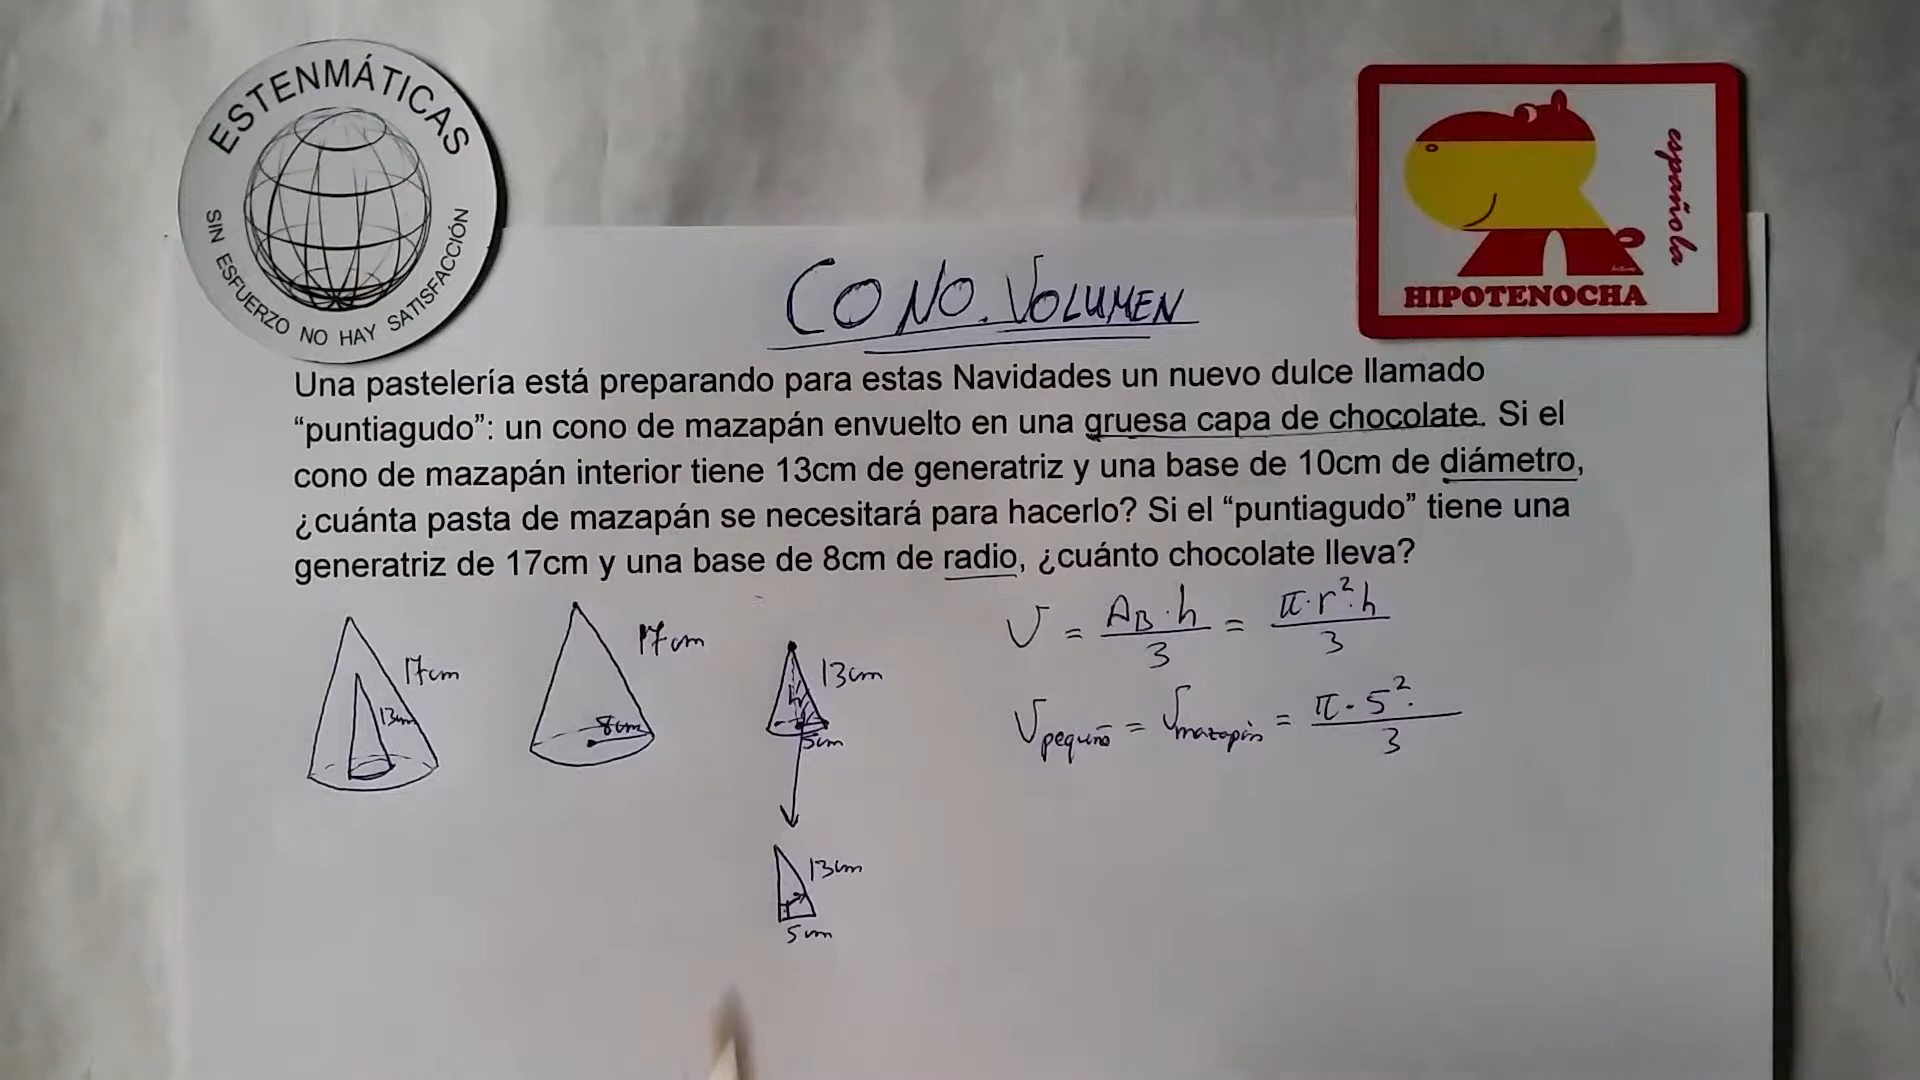 ESTENMÁTICAS
SIN ESFUERZO NO HAY SATISFACCIÓN
española
HIPOTENOCHA
CONO. VOLUMEN
Una pastelería está preparando para estas Navidades un nuevo dulce llamado
“puntiagudo”: un cono de mazapán envuelto en una gruesa capa de chocolate. Si el
cono de mazapán interior tiene 13cm de generatriz y una base de 10cm de diámetro,
¿cuánta pasta de mazapán se necesitará para hacerlo? Si el “puntiagudo” tiene una
generatriz de 17cm y una base de 8cm de radio, ¿cuánto chocolate lleva?
17cm
13cm
17cm
8cm
13cm
h
5cm
13cm
5cm
V = AB·h/3 = π·r²·h/3
Vpequeño = Vmazapán = π·5²·/3